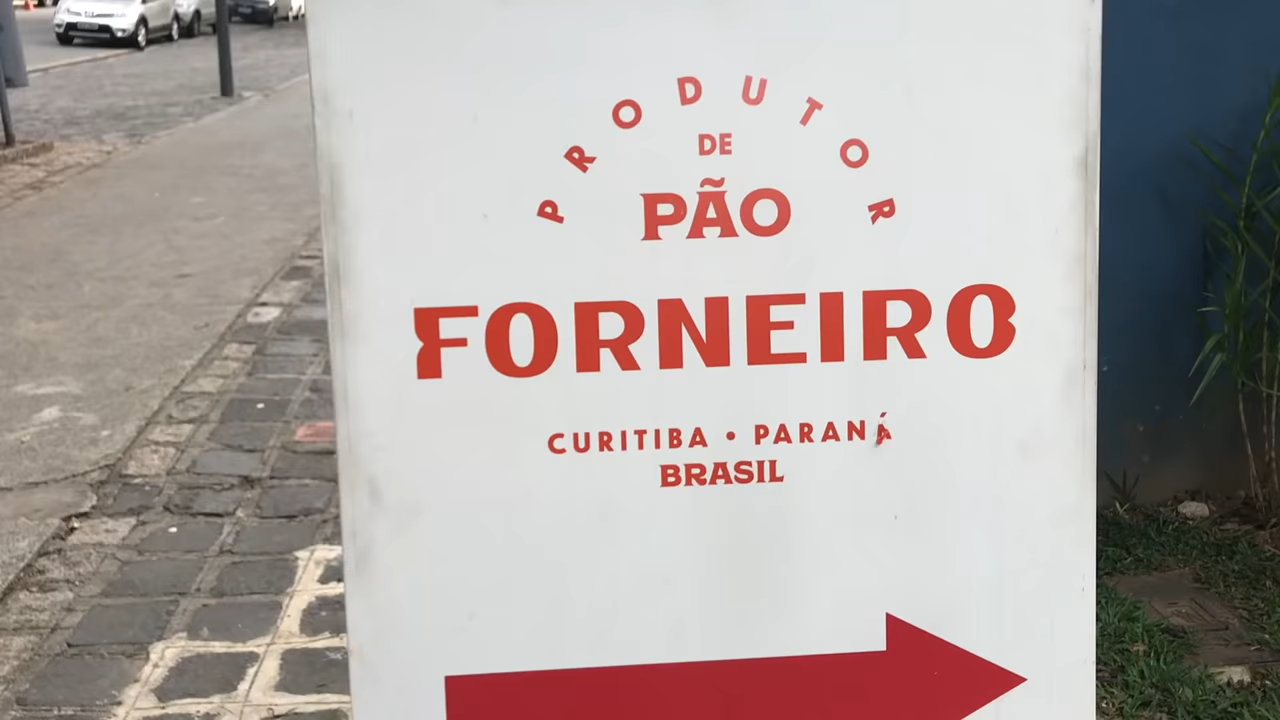 PRODUTOR
DE
PÃO
FORNEIRO
CURITIBA • PARANÁ
BRASIL